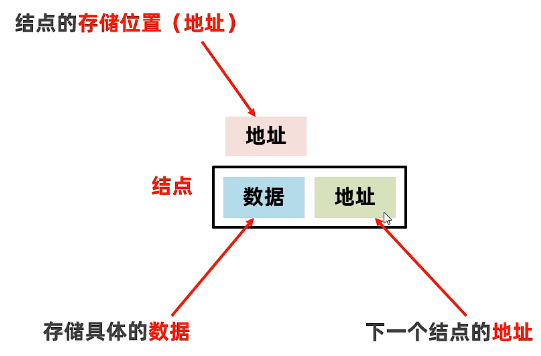 结点的存储位置（地址）
地址
结点
数据 地址
存储具体的数据
下一个结点的地址